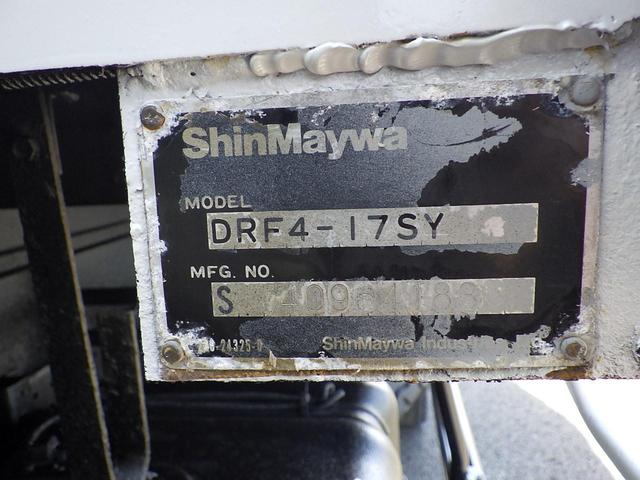 ShinMaywa
MODEL
DRF4-17SY
MFG. NO.
S
ShinMaywa